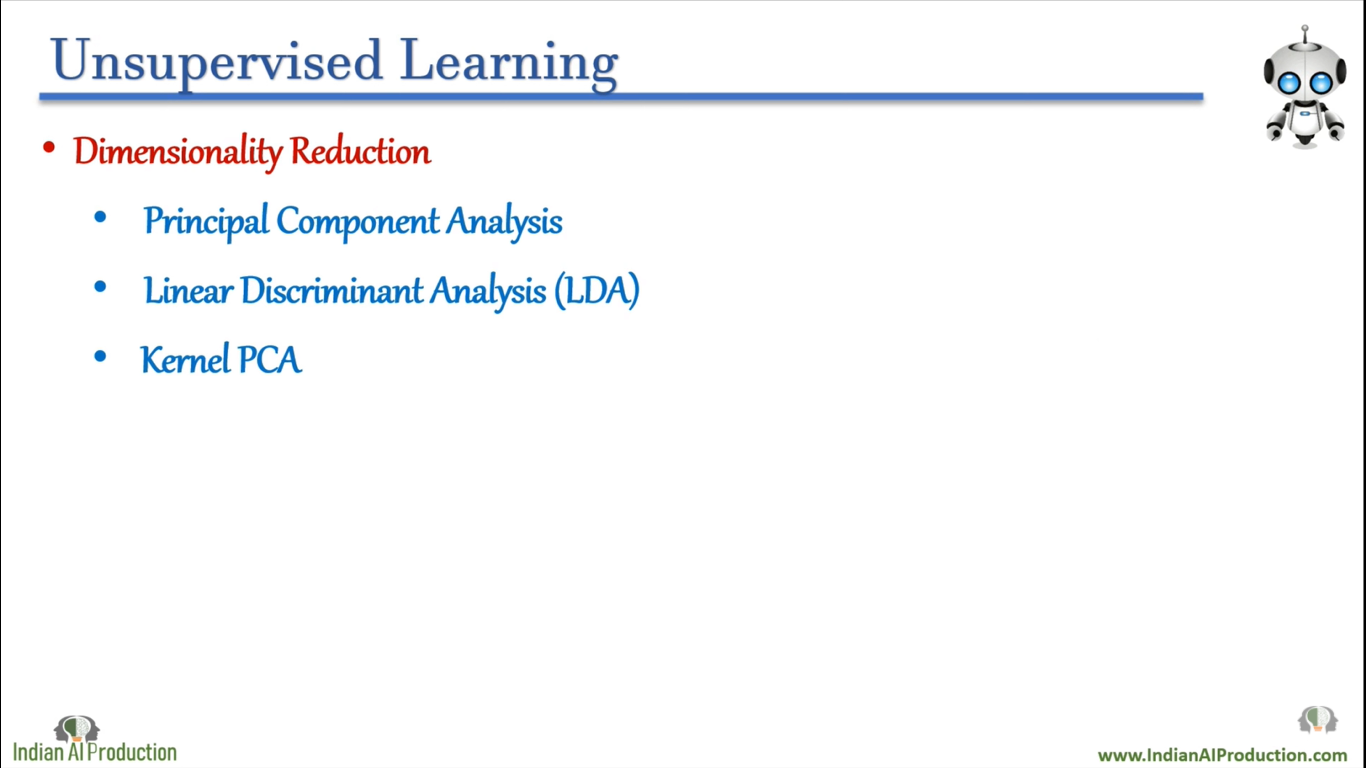 Unsupervised Learning
• Dimensionality Reduction
• Principal Component Analysis
• Linear Discriminant Analysis (LDA)
• Kernel PCA
Indian AI Production
www.IndianAIProduction.com